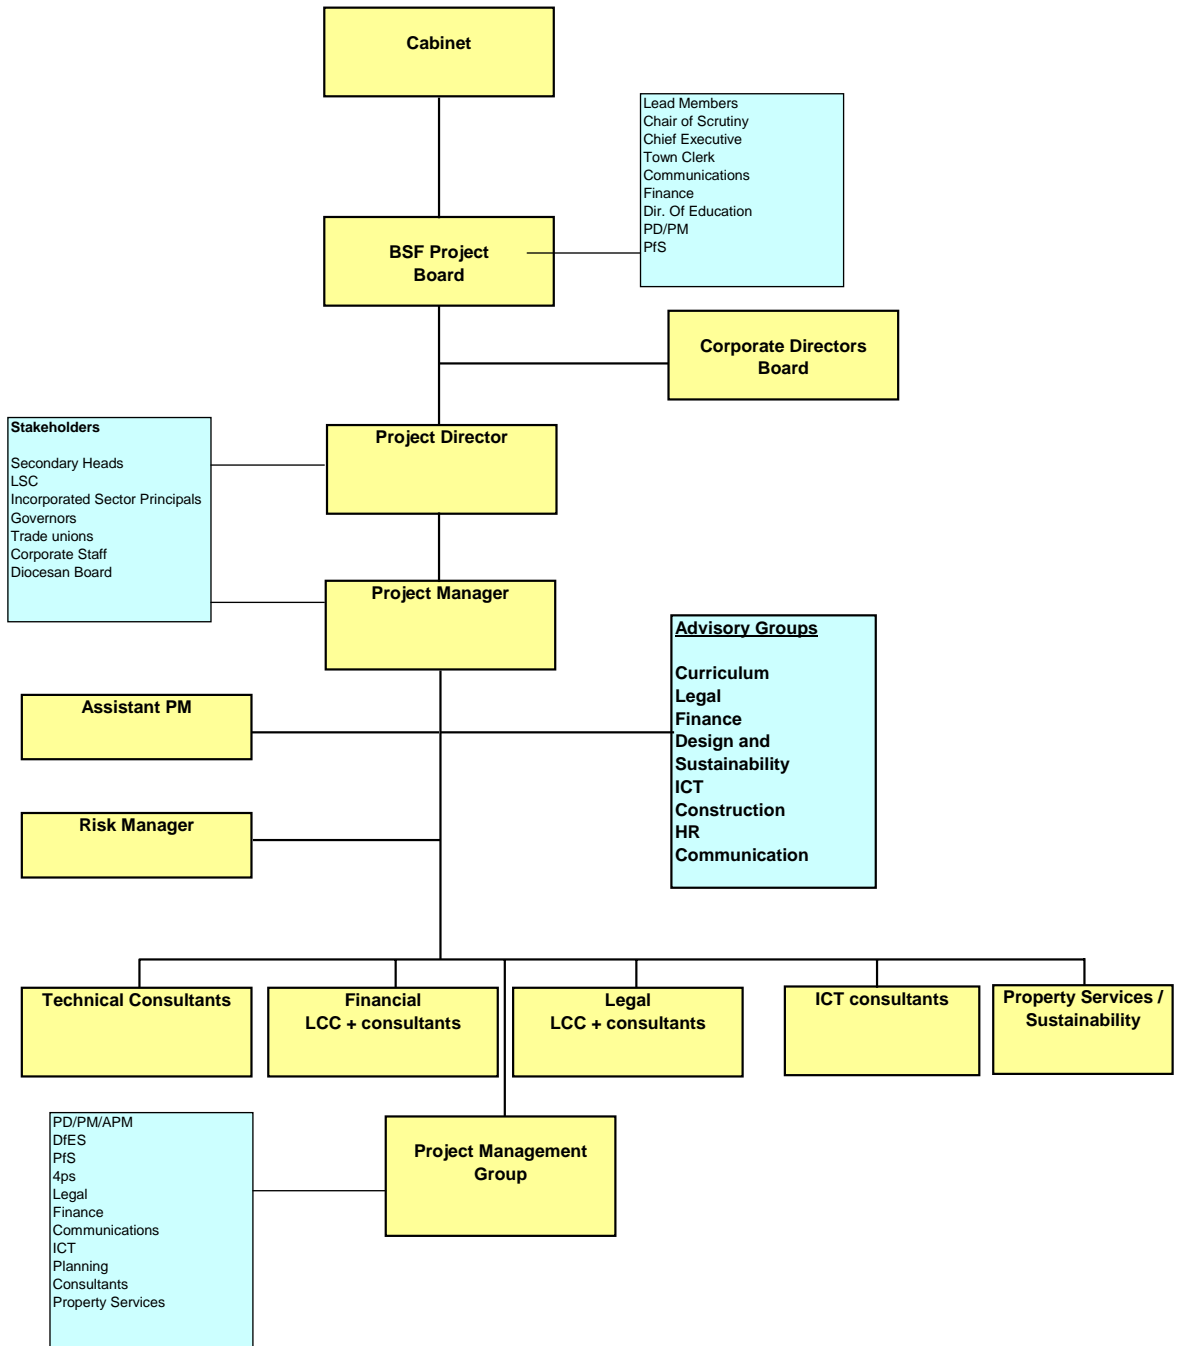 Cabinet
Lead Members
Chair of Scrutiny
Chief Executive
Town Clerk
Communications
Finance
Dir. Of Education
PD/PM
PfS
BSF Project
Board
Corporate Directors
Board
Stakeholders
Secondary Heads
LSC
Incorporated Sector Principals
Governors
Trade unions
Corporate Staff
Diocesan Board
Project Director
Project Manager
Advisory Groups
Curriculum
Legal
Finance
Design and
Sustainability
ICT
Construction
HR
Communication
Assistant PM
Risk Manager
Technical Consultants
Financial
LCC + consultants
Legal
LCC + consultants
ICT consultants
Property Services /
Sustainability
PD/PM/APM
DfES
PfS
4ps
Legal
Finance
Communications
ICT
Planning
Consultants
Property Services
Project Management
Group